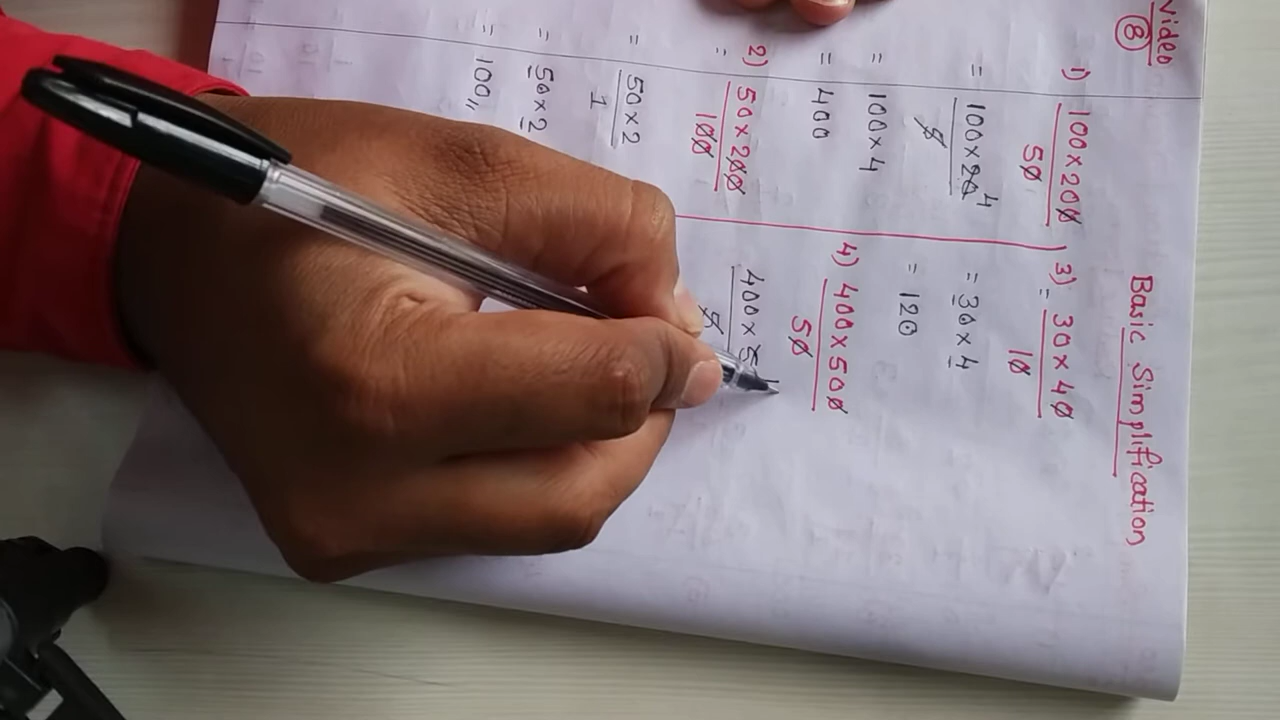 Video
8
Basic Simplification
1) 100 × 200
50
= 100 × 20 4
5
= 100 × 4
= 400
2) = 50 × 200
100
= 50 × 2
1
= 50 × 2
= 100,,
3) = 30 × 40
10
= 30 × 4
= 120
4) 400 × 500
50
400 × 5
5